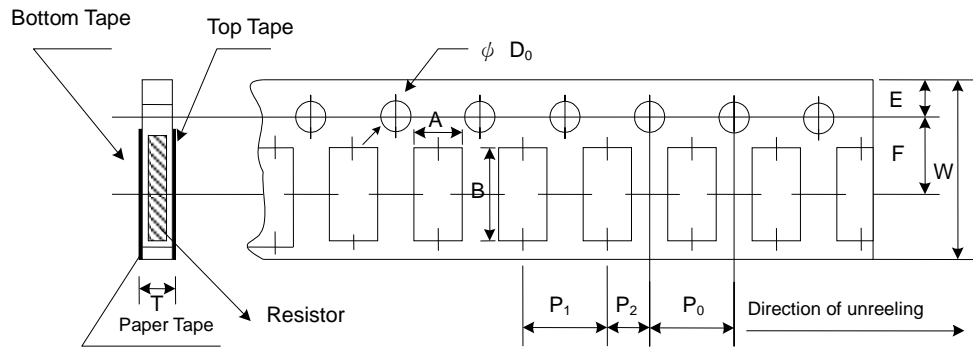 Bottom Tape
Top Tape
ϕ D₀
E
A
F
W
B
T
P₁
P₂
P₀
Direction of unreeling
Resistor
Paper Tape